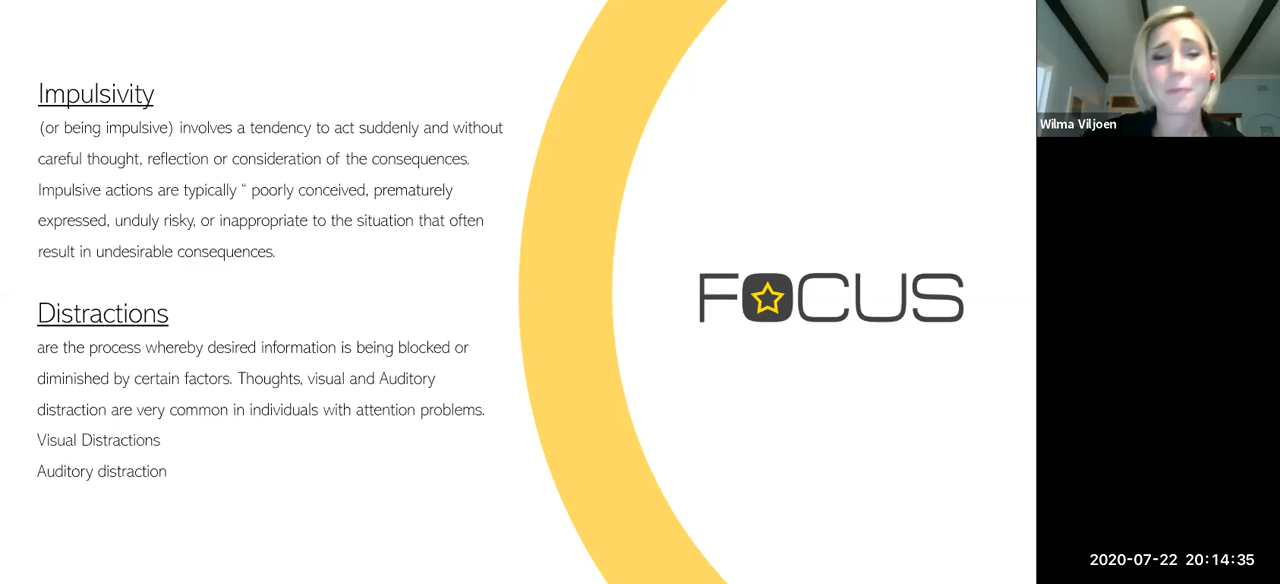 Impulsivity
(or being impulsive) involves a tendency to act suddenly and without
careful thought, reflection or consideration of the consequences.
Impulsive actions are typically “ poorly conceived, prematurely
expressed, unduly risky, or inappropriate to the situation that often
result in undesirable consequences.
Distractions
are the process whereby desired information is being blocked or
diminished by certain factors. Thoughts, visual and Auditory
distraction are very common in individuals with attention problems.
Visual Distractions
Auditory distraction
FOCUS
Wilma Viljoen
2020-07-22 20:14:35